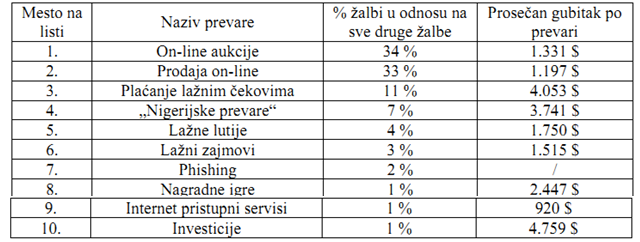 Mesto na listi | Naziv prevare | % žalbi u odnosu na sve druge žalbe | Prosečan gubitak po prevari
1. | On-line aukcije | 34 % | 1.331 $
2. | Prodaja on-line | 33 % | 1.197 $
3. | Plaćanje lažnim čekovima | 11 % | 4.053 $
4. | „Nigerijske prevare“ | 7 % | 3.741 $
5. | Lažne lutije | 4 % | 1.750 $
6. | Lažni zajmovi | 3 % | 1.515 $
7. | Phishing | 2 % | /
8. | Nagradne igre | 1 % | 2.447 $
9. | Internet pristupni servisi | 1 % | 920 $
10. | Investicije | 1 % | 4.759 $